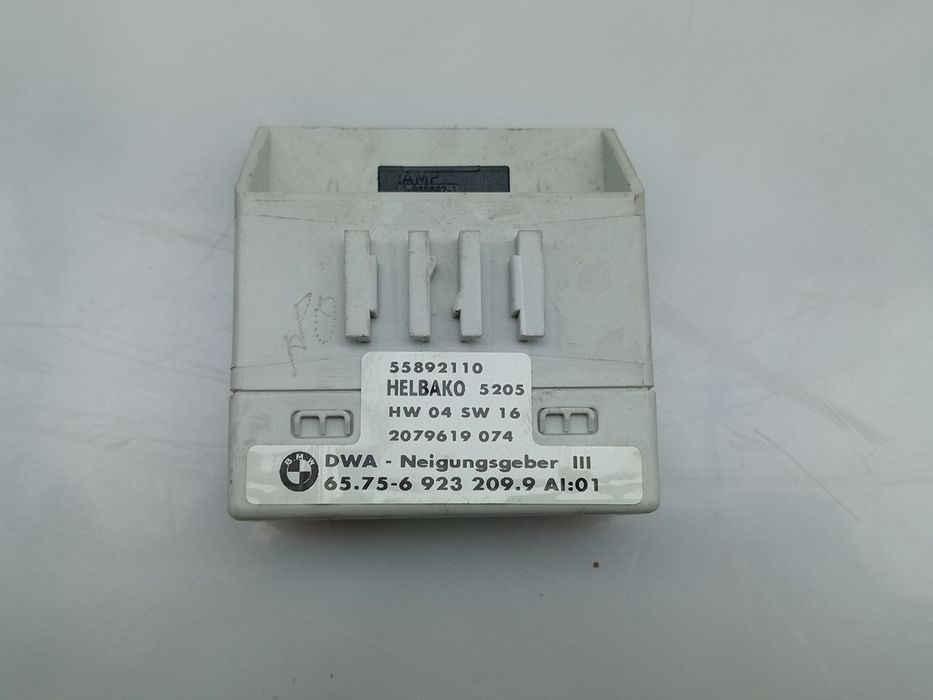 AMP
55892110
HELBAKO 5205
HW 04 SW 16
2079619 074
BMW
DWA - Neigungsgeber III
65.75-6 923 209.9 AI:01